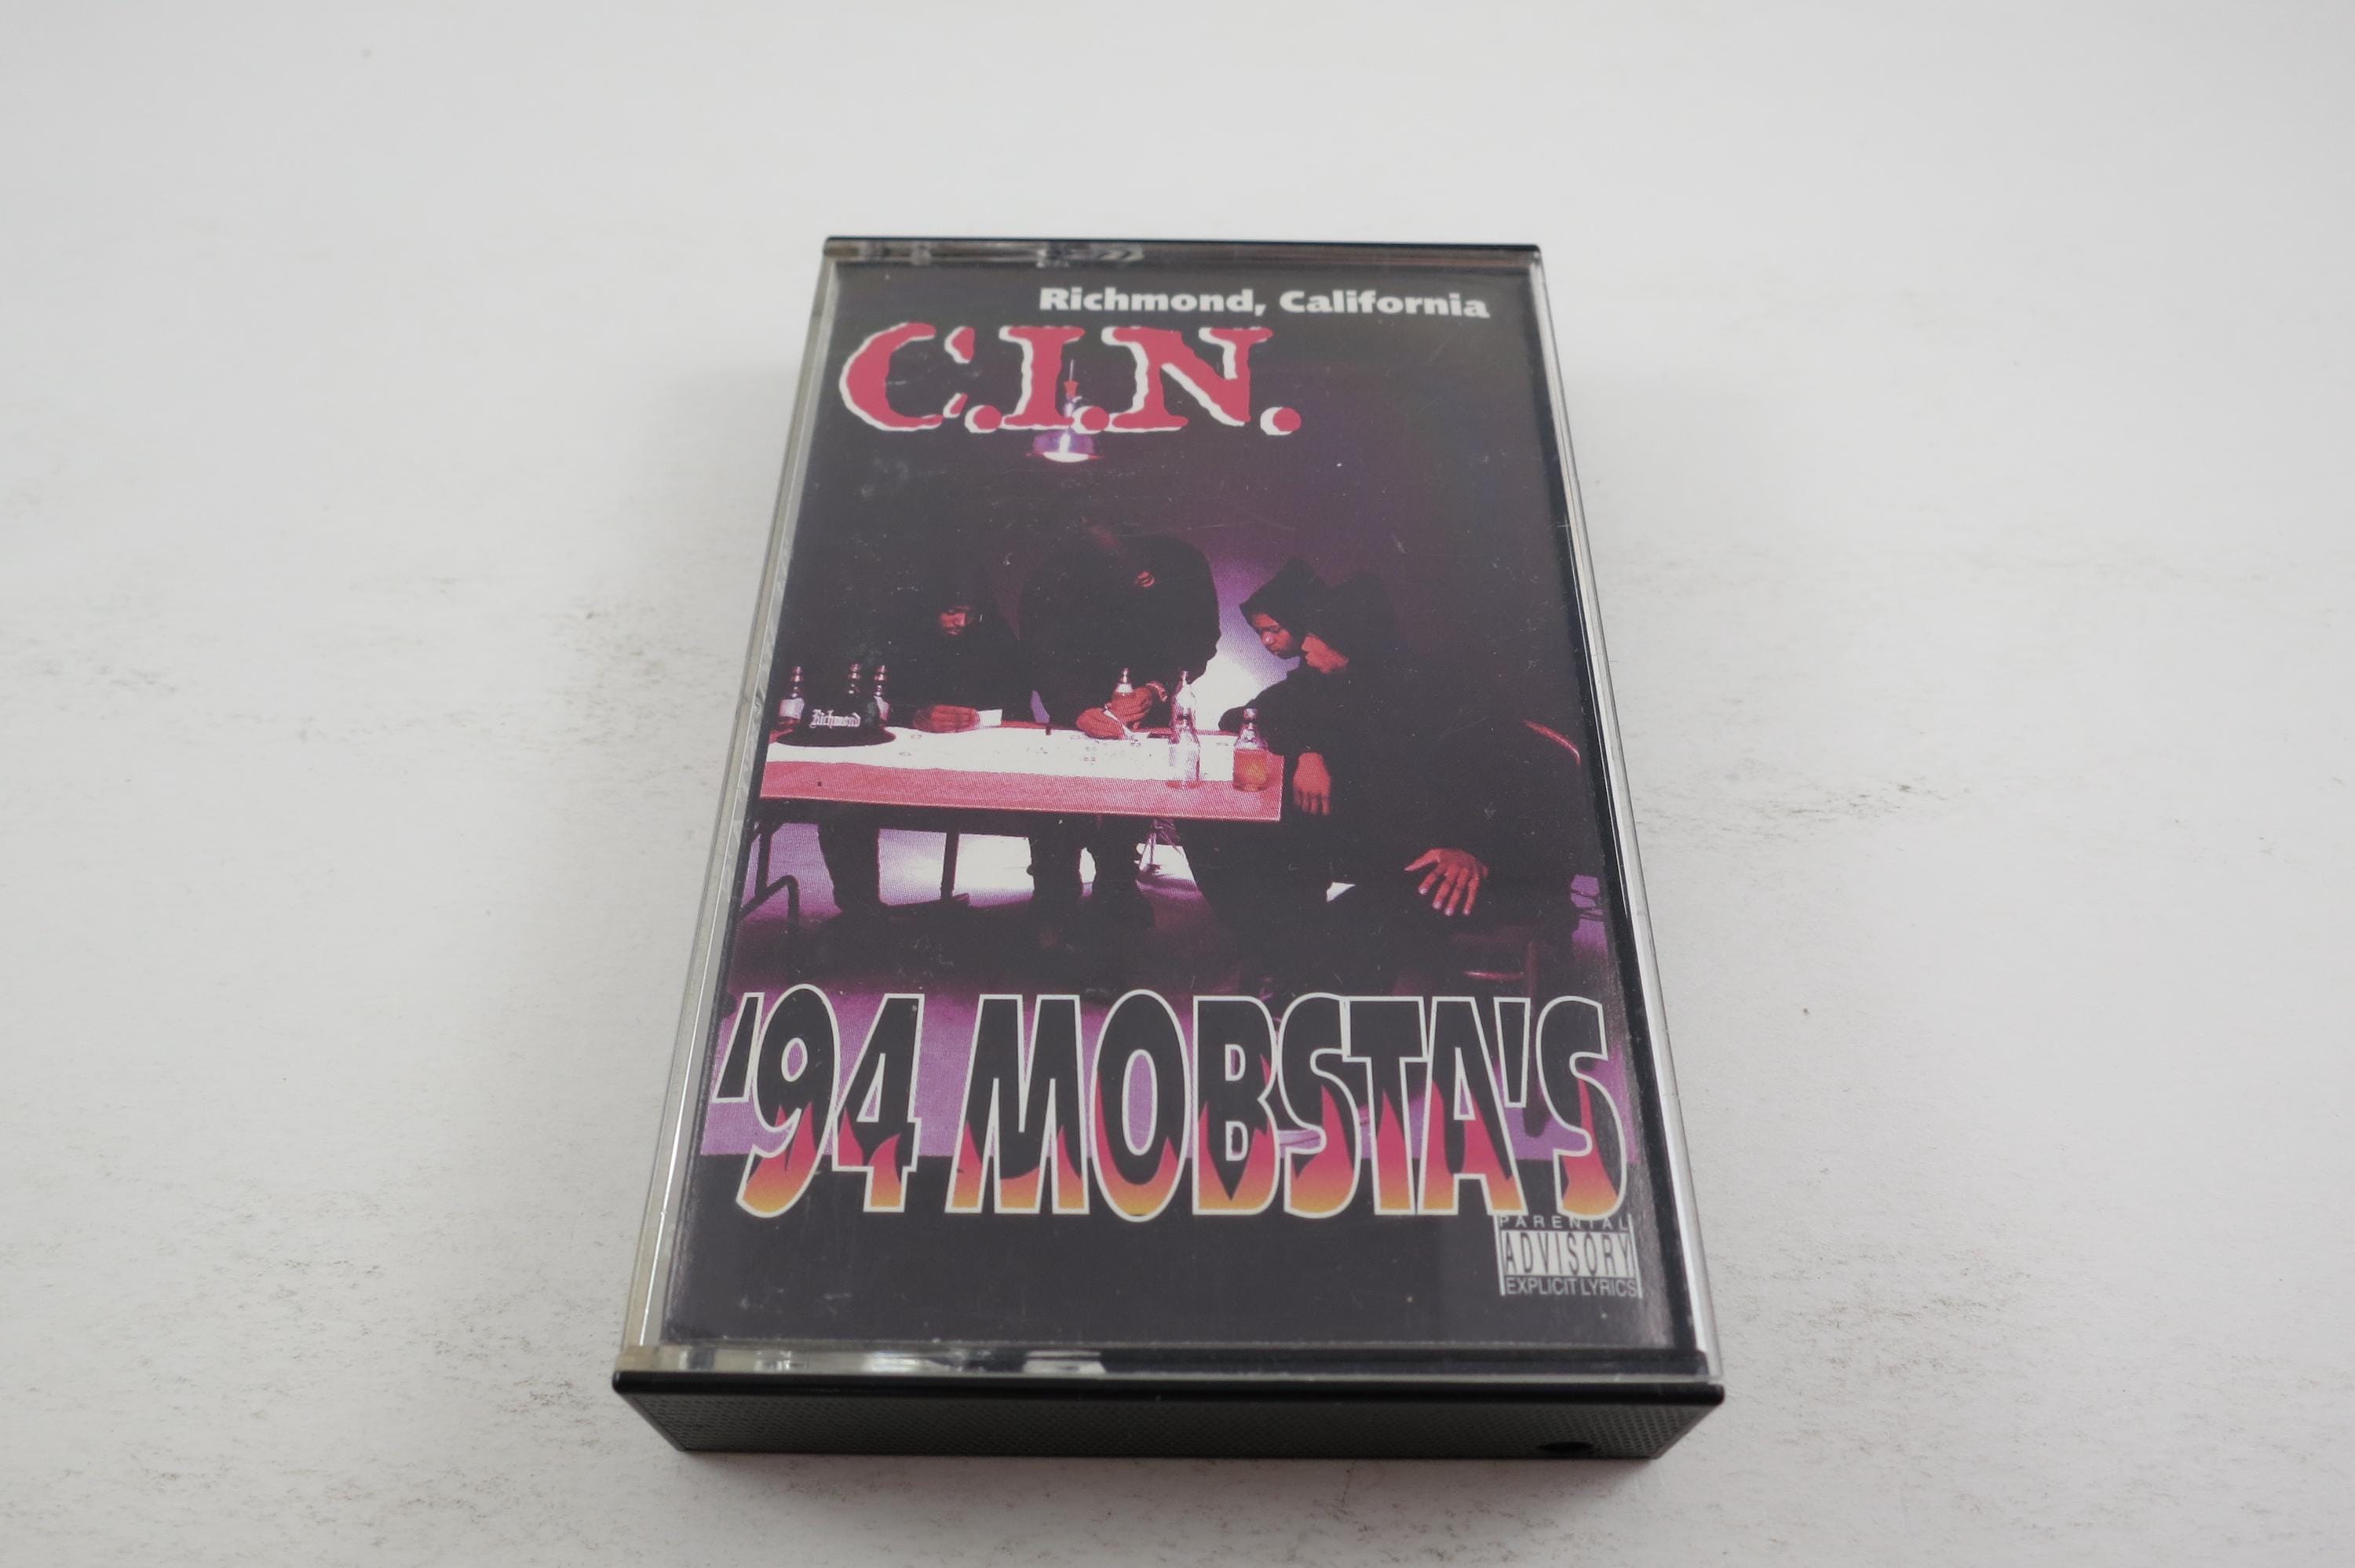 Richmond, California
C.I.N.
Richmond
'94 MOBSTA'S
PARENTAL
ADVISORY
EXPLICIT LYRICS